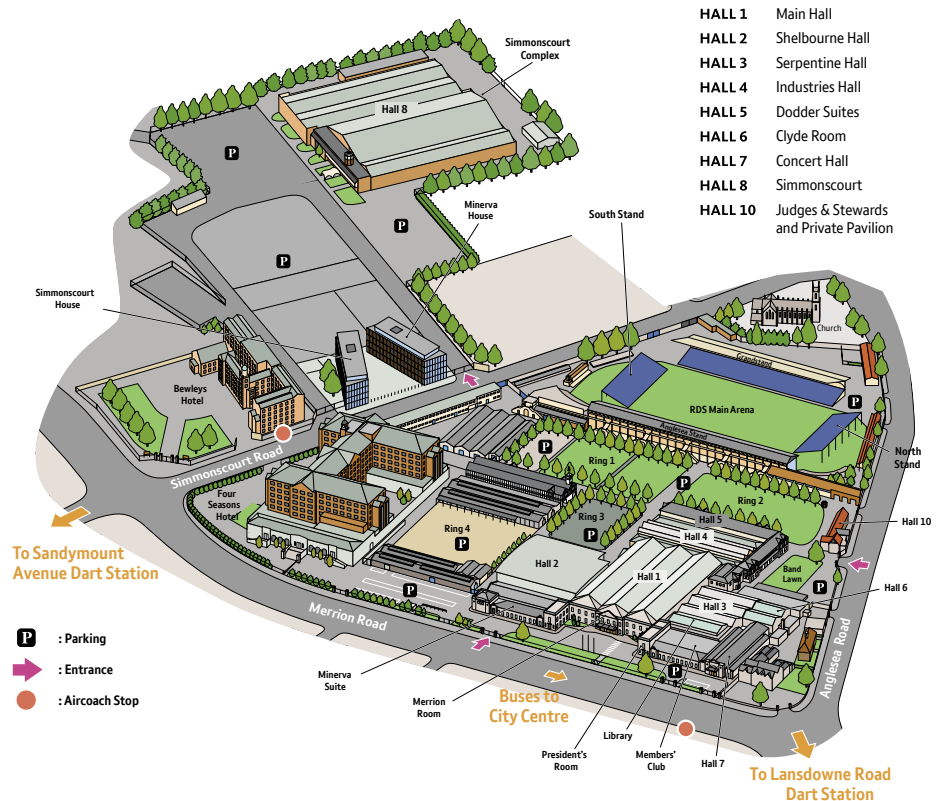 HALL 1 Main Hall
HALL 2 Shelbourne Hall
HALL 3 Serpentine Hall
HALL 4 Industries Hall
HALL 5 Dodder Suites
HALL 6 Clyde Room
HALL 7 Concert Hall
HALL 8 Simmonscourt
HALL 10 Judges & Stewards
and Private Pavilion
Simmonscourt
Complex
Hall 8
P
Minerva
House
P
P
South Stand
Simmonscourt
House
Church
Grandstand
Bewleys
Hotel
RDS Main Arena
P
Anglesea Stand
North
Stand
Simmonscourt Road
P
Ring 1
P
Four
Seasons
Hotel
Ring 2
Ring 3
P
Ring 4
P
Hall 5
Hall 4
Hall 10
To Sandymount
Avenue Dart Station
Hall 2
Hall 1
Band
Lawn
P
Hall 6
P
Hall 3
Merrion Road
Anglesea Road
P : Parking
: Entrance
: Aircoach Stop
P
Minerva
Suite
Merrion
Room
Buses to
City Centre
Library
President's
Room
Members'
Club
Hall 7
To Lansdowne Road
Dart Station